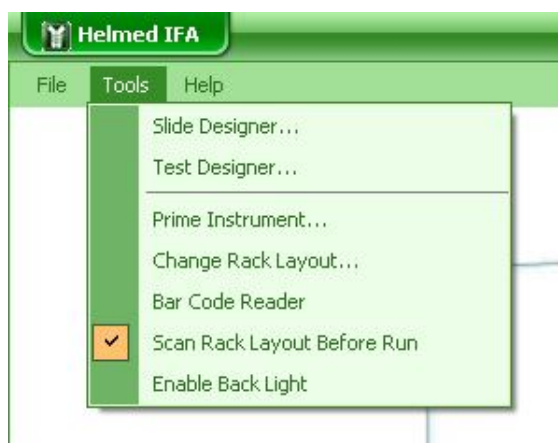 Helmed IFA
File Tools Help
Slide Designer...
Test Designer...
Prime Instrument...
Change Rack Layout...
Bar Code Reader
Scan Rack Layout Before Run
Enable Back Light